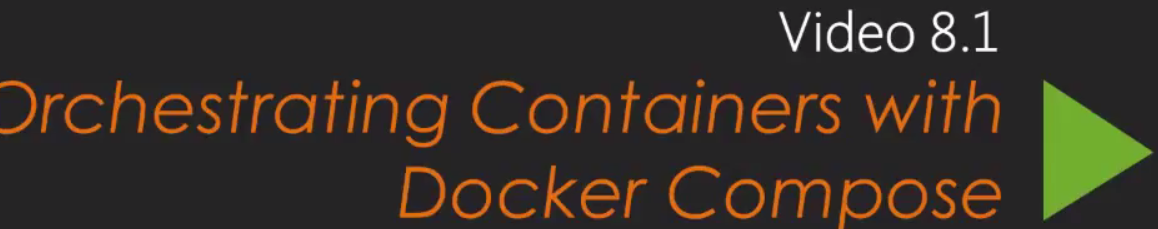 Video 8.1
Orchestrating Containers with
Docker Compose